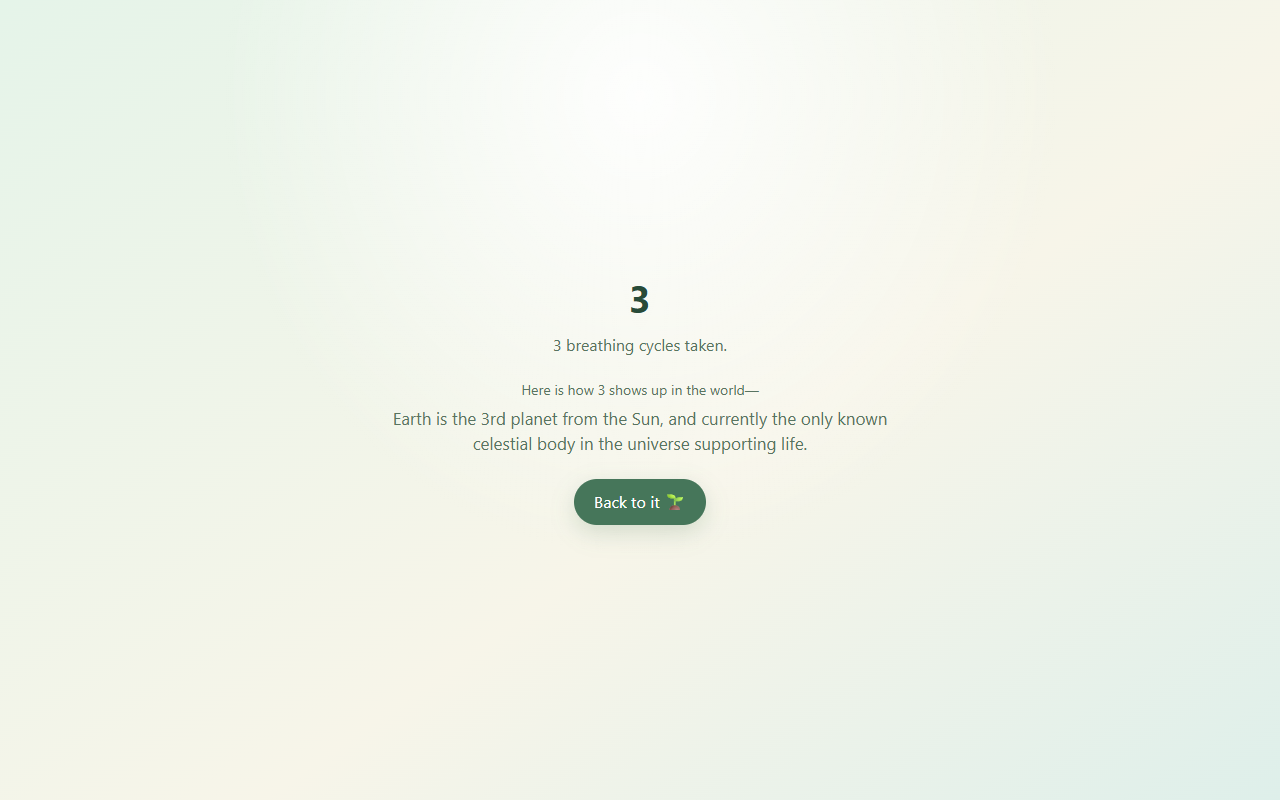 3
3 breathing cycles taken.
Here is how 3 shows up in the world—
Earth is the 3rd planet from the Sun, and currently the only known
celestial body in the universe supporting life.
Back to it 🌱